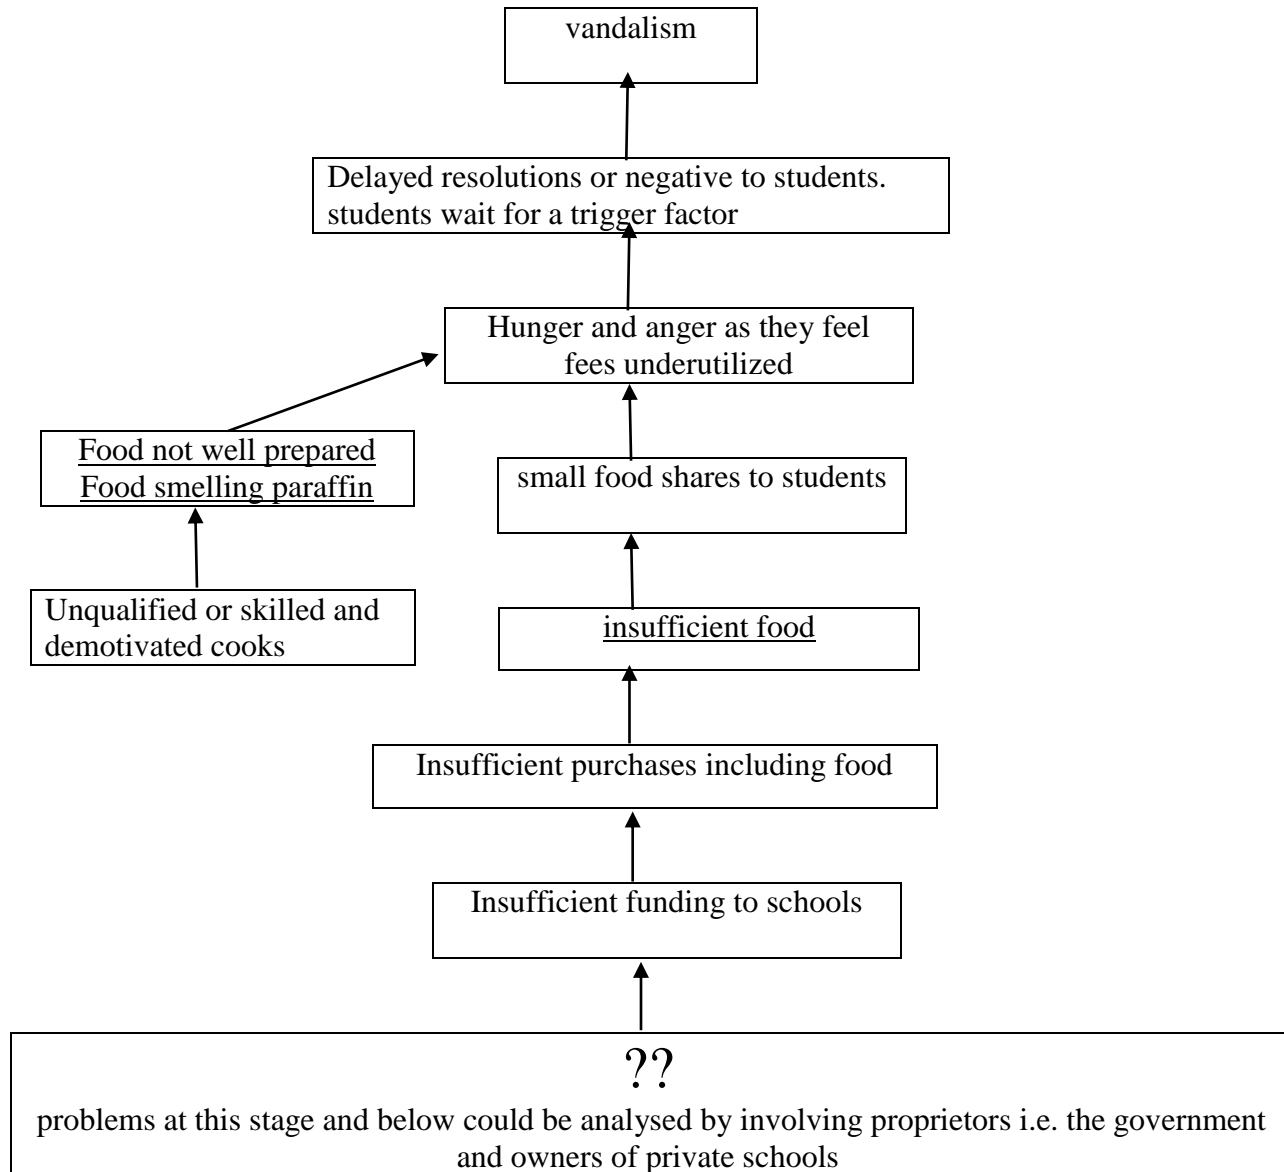 vandalism
Delayed resolutions or negative to students.
students wait for a trigger factor
Hunger and anger as they feel
fees underutilized
Food not well prepared
Food smelling paraffin
small food shares to students
Unqualified or skilled and
demotivated cooks
insufficient food
Insufficient purchases including food
Insufficient funding to schools
??
problems at this stage and below could be analysed by involving proprietors i.e. the government
and owners of private schools